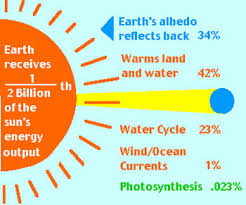 Earth's albedo
reflects back 34%
Earth
receives
1
2 Billion
th
of the
sun's
energy
output
Warms land
and water 42%
Water Cycle 23%
Wind/Ocean
Currents 1%
Photosynthesis .023%